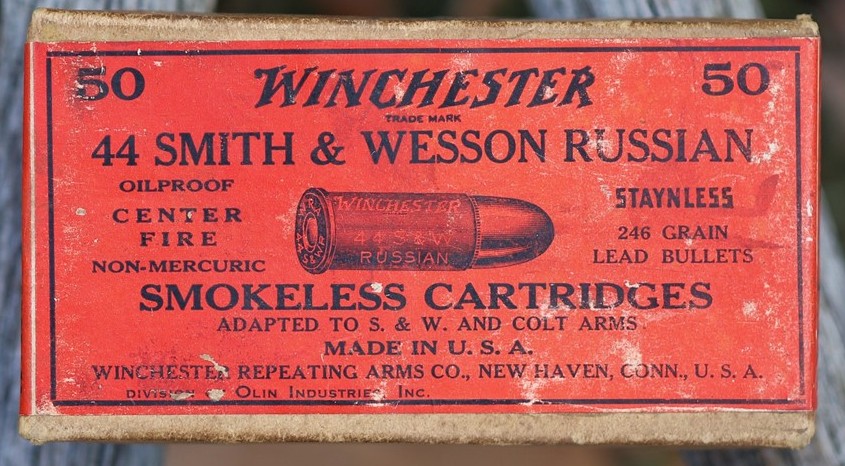 50 WINCHESTER 50
TRADE MARK
44 SMITH & WESSON RUSSIAN
OILPROOF
CENTER
FIRE
NON-MERCURIC
WINCHESTER
44 S&W
RUSSIAN
W.R.A.
44 S&W R
STAYNLESS
246 GRAIN
LEAD BULLETS
SMOKELESS CARTRIDGES
ADAPTED TO S. & W. AND COLT ARMS
MADE IN U. S. A.
WINCHESTER REPEATING ARMS CO., NEW HAVEN, CONN., U. S. A.
DIVISION OF OLIN INDUSTRIES, INC.